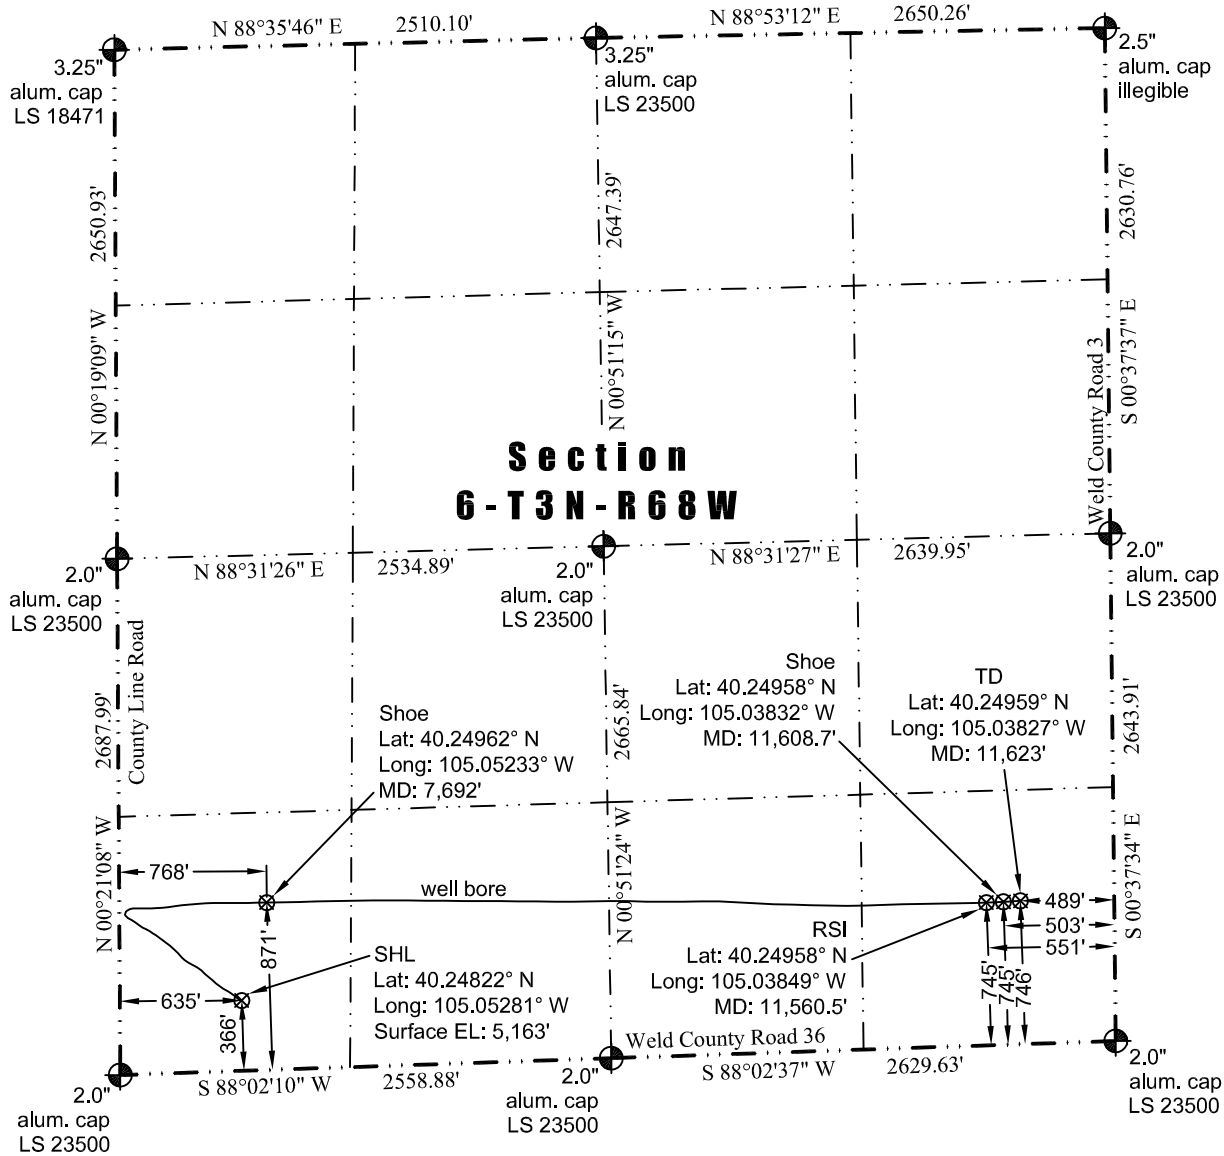 N 88°35'46" E 2510.10' N 88°53'12" E 2650.26'
3.25"
alum. cap
LS 18471
3.25"
alum. cap
LS 23500
2.5"
alum. cap
illegible
2650.93'
N 00°19'09" W
2647.39'
N 00°51'15" W
2630.76'
S 00°37'37" E
Weld County Road 3
Section
6-T3N-R68W
N 88°31'26" E 2534.89' N 88°31'27" E 2639.95'
2.0"
alum. cap
LS 23500
2.0"
alum. cap
LS 23500
2.0"
alum. cap
LS 23500
County Line Road
2687.99'
N 00°21'08" W
2665.84'
N 00°51'24" W
2643.91'
S 00°37'34" E
Shoe
Lat: 40.24962° N
Long: 105.05233° W
MD: 7,692'
Shoe
Lat: 40.24958° N
Long: 105.03832° W
MD: 11,608.7'
TD
Lat: 40.24959° N
Long: 105.03827° W
MD: 11,623'
768'
well bore
871'
489'
503'
551'
SHL
Lat: 40.24822° N
Long: 105.05281° W
Surface EL: 5,163'
RSI
Lat: 40.24958° N
Long: 105.03849° W
MD: 11,560.5'
635'
366'
745'
745'
746'
Weld County Road 36
S 88°02'10" W 2558.88' S 88°02'37" W 2629.63'
2.0"
alum. cap
LS 23500
2.0"
alum. cap
LS 23500
2.0"
alum. cap
LS 23500